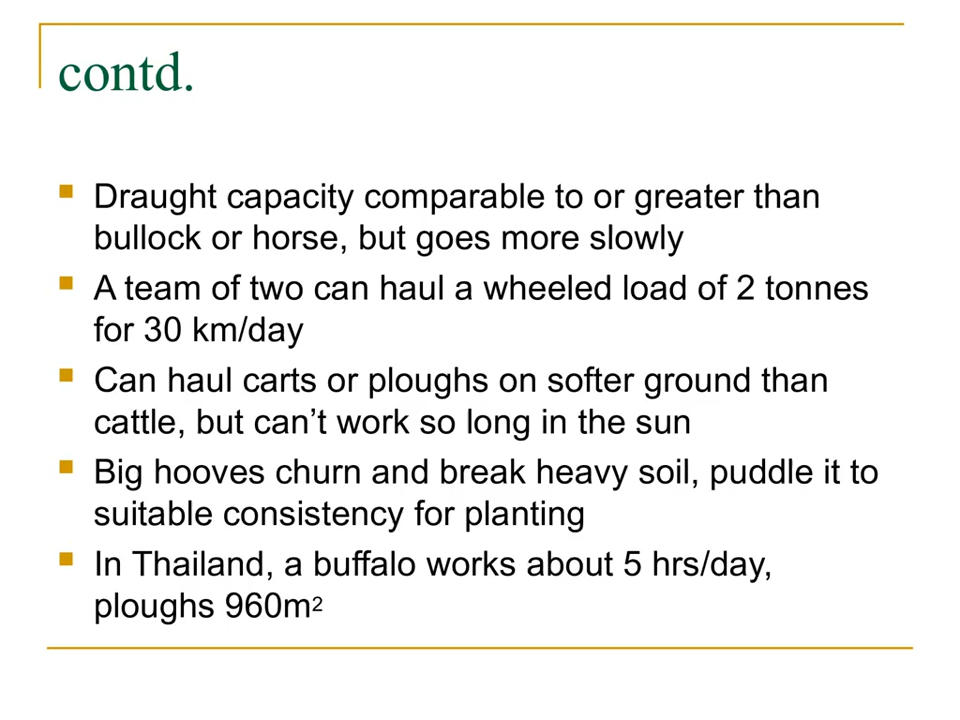 contd.
Draught capacity comparable to or greater than
bullock or horse, but goes more slowly
A team of two can haul a wheeled load of 2 tonnes
for 30 km/day
Can haul carts or ploughs on softer ground than
cattle, but can’t work so long in the sun
Big hooves churn and break heavy soil, puddle it to
suitable consistency for planting
In Thailand, a buffalo works about 5 hrs/day,
ploughs 960m²